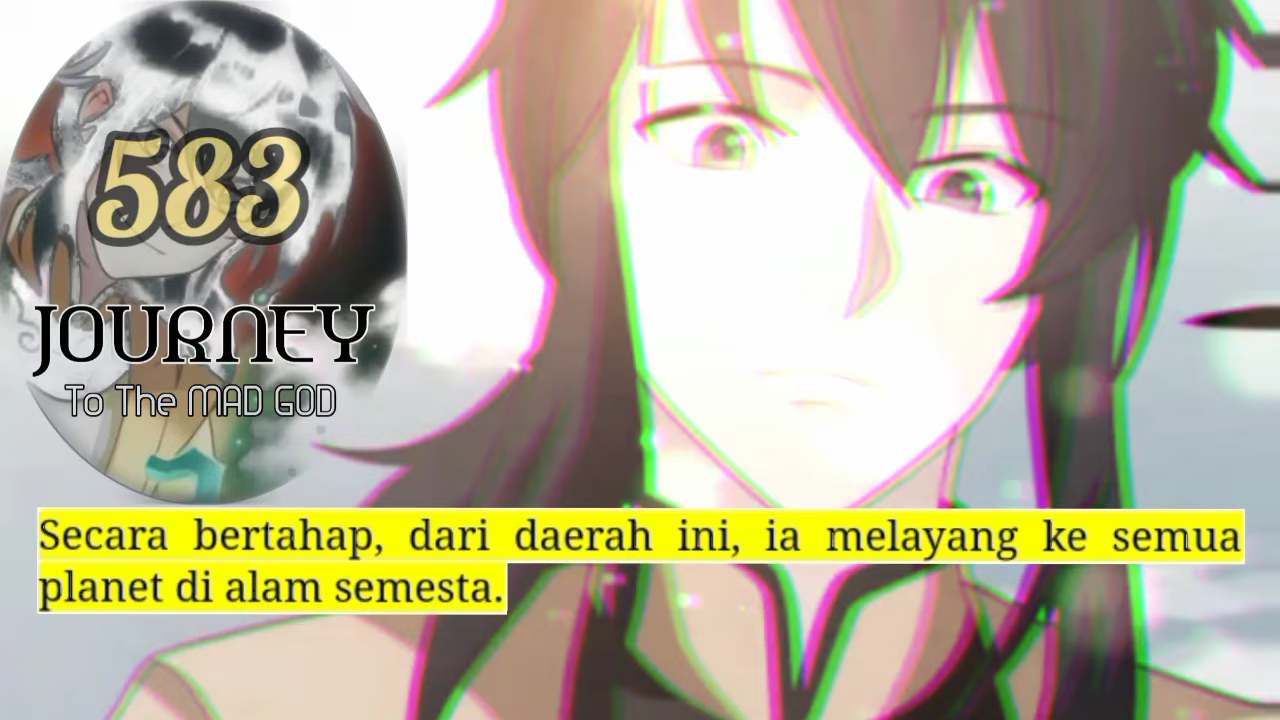 583
JOURNEY
To The MAD GOD
Secara bertahap, dari daerah ini, ia melayang ke semua
planet di alam semesta.